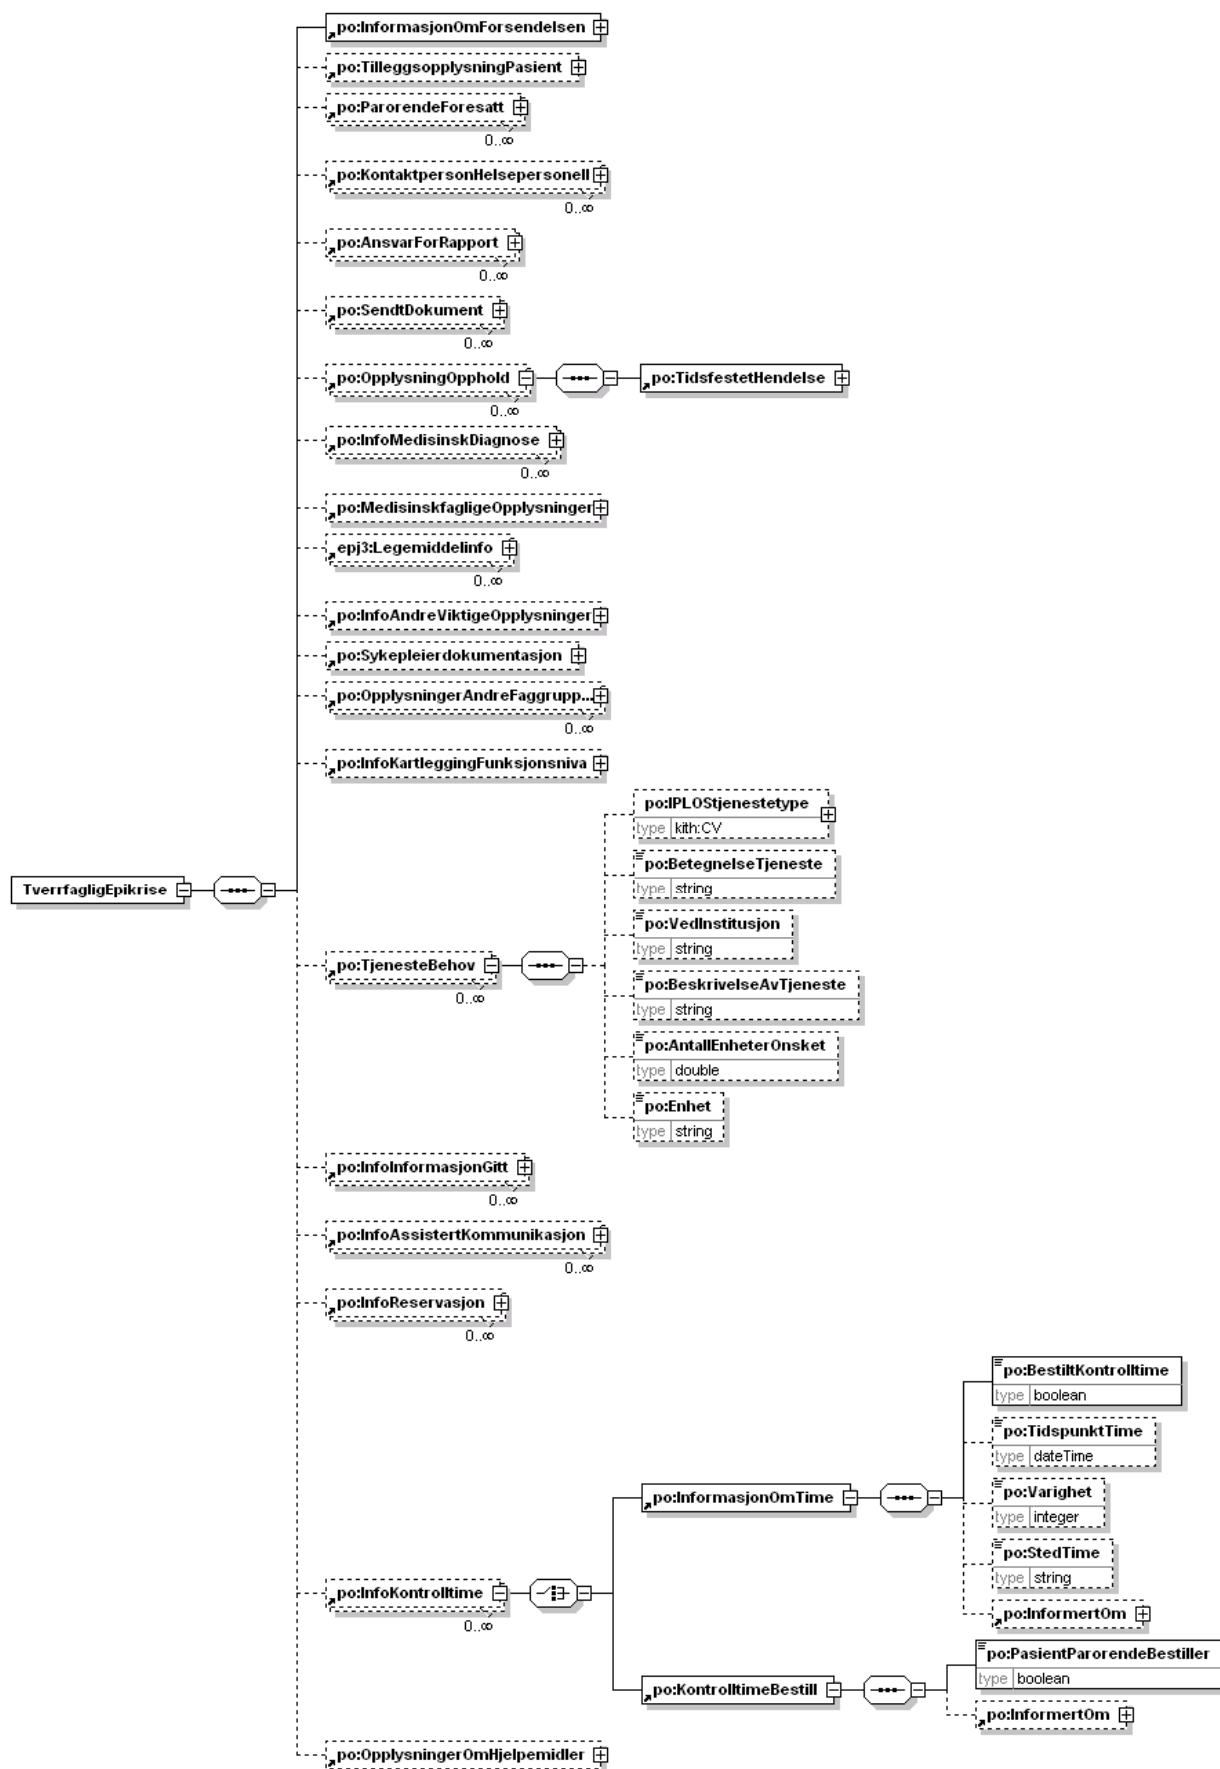 po:InformasjonOmForsendelsen
po:TilleggsopplysningPasient
po:ParorendeForesatt
0..∞
po:KontaktpersonHelsepersonell
0..∞
po:AnsvarForRapport
0..∞
po:SendtDokument
0..∞
po:OpplysningOpphold
po:TidsfestetHendelse
0..∞
po:InfoMedisinskDiagnose
0..∞
po:MedisinskfagligeOpplysninger
epj3:Legemiddelinfo
0..∞
po:InfoAndreViktigeOpplysninger
po:Sykepleierdokumentasjon
po:OpplysningerAndreFaggrupp...
0..∞
po:InfoKartleggingFunksjonsniva
TverrfagligEpikrise
po:TjenesteBehov
0..∞
po:IPLOStjenestetype
type kith:CV
po:BetegnelseTjeneste
type string
po:VedInstitusjon
type string
po:BeskrivelseAvTjeneste
type string
po:AntallEnheterOnsket
type double
po:Enhet
type string
po:InfoInformasjonGitt
0..∞
po:InfoAssistertKommunikasjon
0..∞
po:InfoReservasjon
0..∞
po:InfoKontrolltime
0..∞
po:InformasjonOmTime
po:BestiltKontrolltime
type boolean
po:TidspunktTime
type dateTime
po:Varighet
type integer
po:StedTime
type string
po:InformertOm
po:KontrolltimeBestill
po:PasientParorendeBestiller
type boolean
po:InformertOm
po:OpplysningerOmHjelpemidler